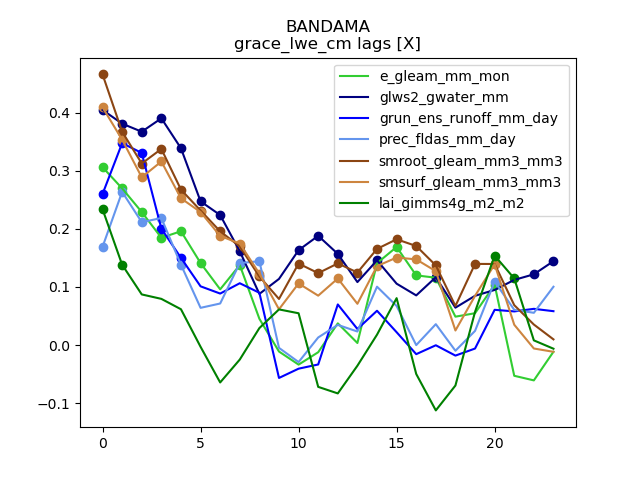 BANDAMA
grace_lwe_cm lags [X]
e_gleam_mm_mon
glws2_gwater_mm
grun_ens_runoff_mm_day
prec_fldas_mm_day
smroot_gleam_mm3_mm3
smsurf_gleam_mm3_mm3
lai_gimms4g_m2_m2
0.4
0.3
0.2
0.1
0.0
−0.1
0 5 10 15 20